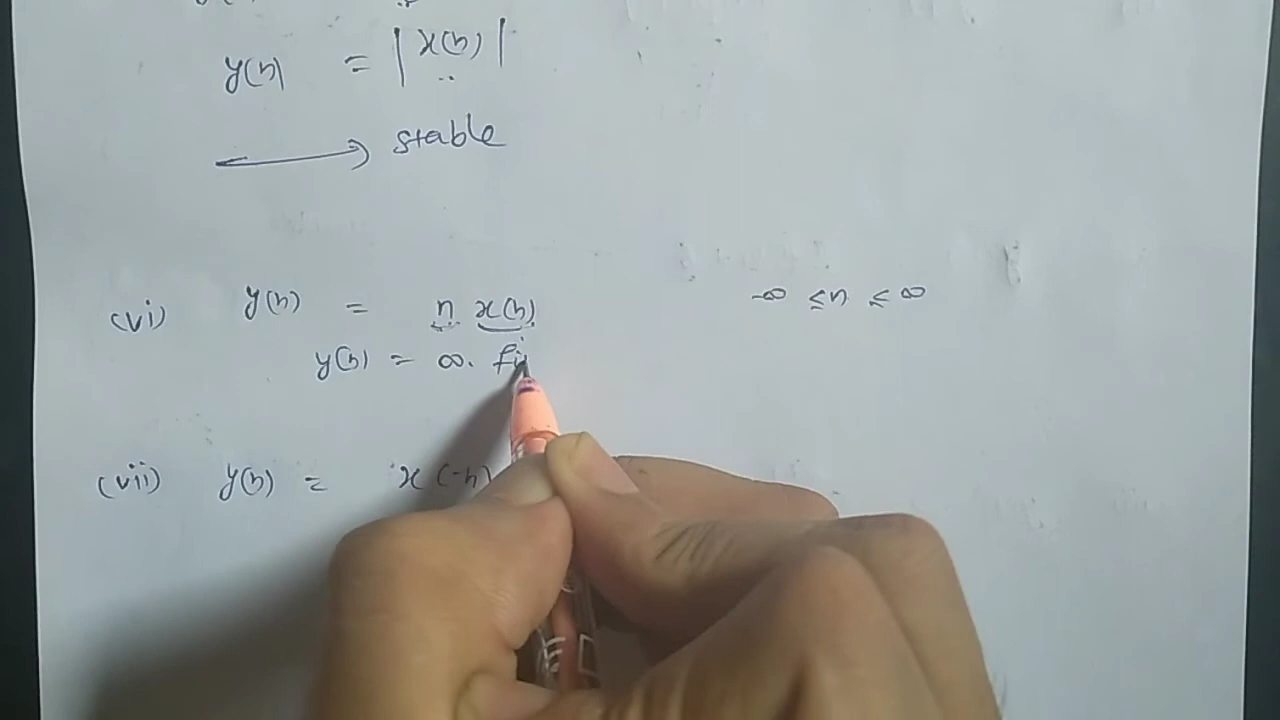 y(n) = |x(n)|
stable
(vi) y(n) = n x(n) -∞ ≤ n ≤ ∞
y(n) = ∞. fi
(vii) y(n) = x(-n)